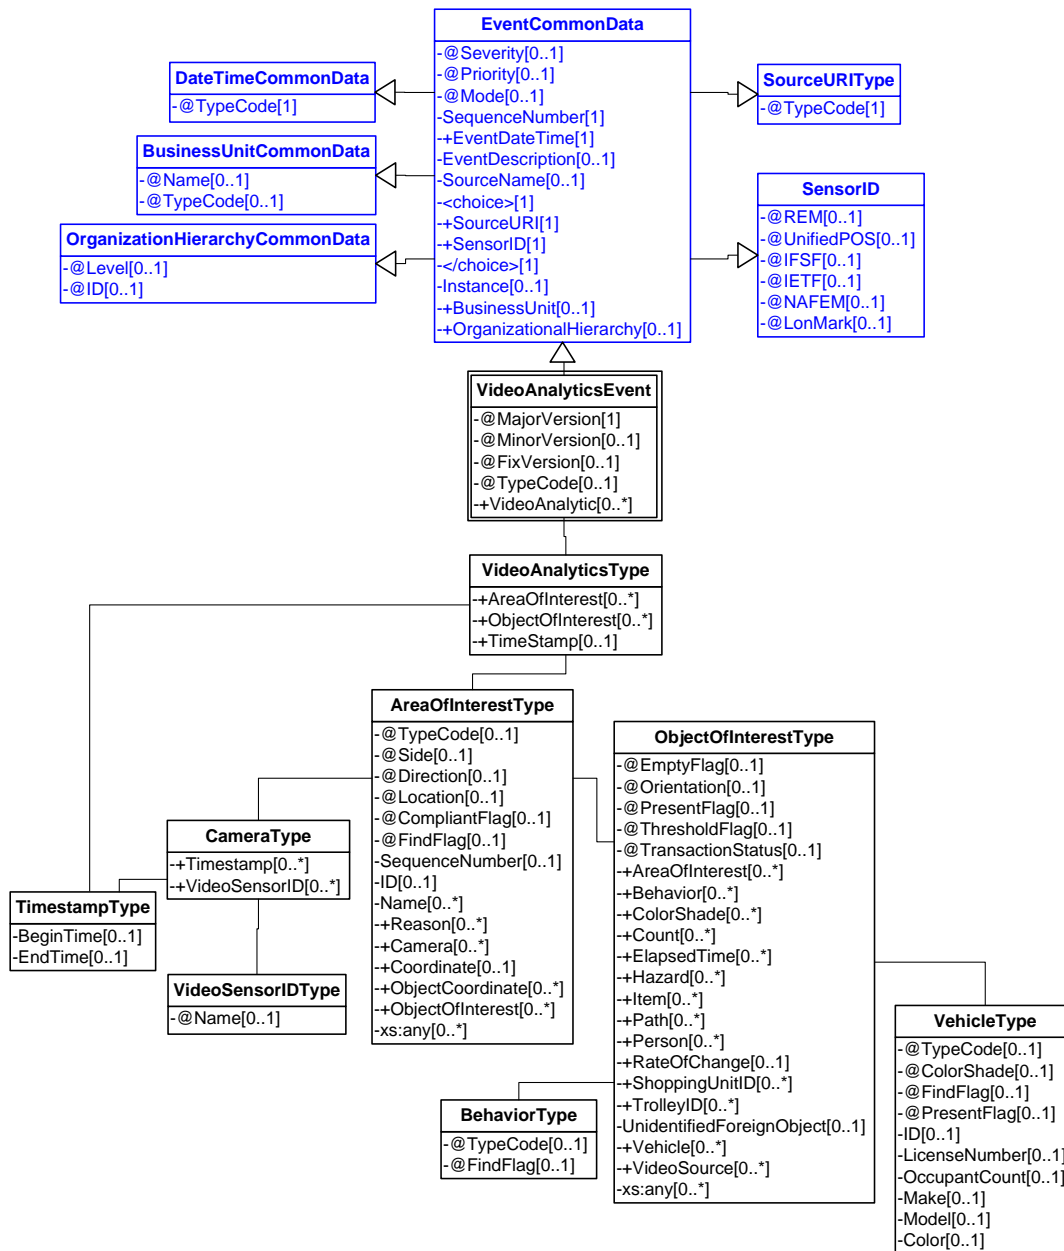 EventCommonData
-@Severity[0..1]
-@Priority[0..1]
-@Mode[0..1]
-SequenceNumber[1]
-+EventDateTime[1]
-EventDescription[0..1]
-SourceName[0..1]
-<choice>[1]
-+SourceURI[1]
-+SensorID[1]
-</choice>[1]
-Instance[0..1]
-+BusinessUnit[0..1]
-+OrganizationalHierarchy[0..1]
DateTimeCommonData
-@TypeCode[1]
BusinessUnitCommonData
-@Name[0..1]
-@TypeCode[0..1]
OrganizationHierarchyCommonData
-@Level[0..1]
-@ID[0..1]
SourceURIType
-@TypeCode[1]
SensorID
-@REM[0..1]
-@UnifiedPOS[0..1]
-@IFSF[0..1]
-@IETF[0..1]
-@NAFEM[0..1]
-@LonMark[0..1]
VideoAnalyticsEvent
-@MajorVersion[1]
-@MinorVersion[0..1]
-@FixVersion[0..1]
-@TypeCode[0..1]
-+VideoAnalytic[0..*]
VideoAnalyticsType
-+AreaOfInterest[0..*]
-+ObjectOfInterest[0..*]
-+TimeStamp[0..1]
AreaOfInterestType
-@TypeCode[0..1]
-@Side[0..1]
-@Direction[0..1]
-@Location[0..1]
-@CompliantFlag[0..1]
-@FindFlag[0..1]
-SequenceNumber[0..1]
-ID[0..1]
-Name[0..*]
-+Reason[0..*]
-+Camera[0..*]
-+Coordinate[0..1]
-+ObjectCoordinate[0..*]
-+ObjectOfInterest[0..*]
-xs:any[0..*]
ObjectOfInterestType
-@EmptyFlag[0..1]
-@Orientation[0..1]
-@PresentFlag[0..1]
-@ThresholdFlag[0..1]
-@TransactionStatus[0..1]
-+AreaOfInterest[0..*]
-+Behavior[0..*]
-+ColorShade[0..*]
-+Count[0..*]
-+ElapsedTime[0..*]
-+Hazard[0..*]
-+Item[0..*]
-+Path[0..*]
-+Person[0..*]
-+RateOfChange[0..1]
-+ShoppingUnitID[0..*]
-+TrolleyID[0..*]
-UnidentifiedForeignObject[0..1]
-+Vehicle[0..*]
-+VideoSource[0..*]
-xs:any[0..*]
CameraType
-+Timestamp[0..*]
-+VideoSensorID[0..*]
TimestampType
-BeginTime[0..1]
-EndTime[0..1]
VideoSensorIDType
-@Name[0..1]
BehaviorType
-@TypeCode[0..1]
-@FindFlag[0..1]
VehicleType
-@TypeCode[0..1]
-@ColorShade[0..1]
-@FindFlag[0..1]
-@PresentFlag[0..1]
-ID[0..1]
-LicenseNumber[0..1]
-OccupantCount[0..1]
-Make[0..1]
-Model[0..1]
-Color[0..1]